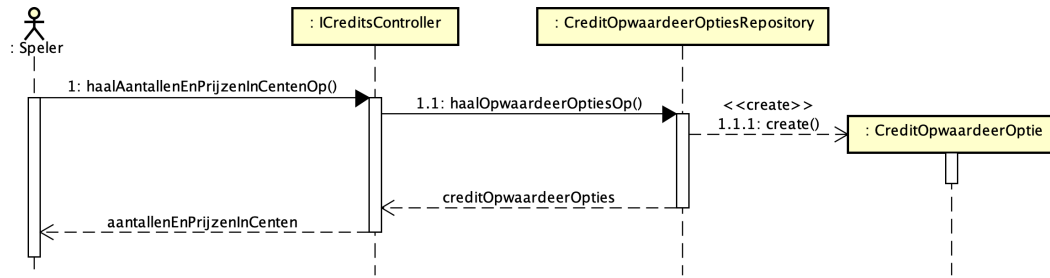 : Speler
: ICreditsController
: CreditOpwaardeerOptiesRepository
1: haalAantallenEnPrijzenInCentenOp()
1.1: haalOpwaardeerOptiesOp()
<<create>>
1.1.1: create()
: CreditOpwaardeerOptie
creditOpwaardeerOpties
aantallenEnPrijzenInCenten